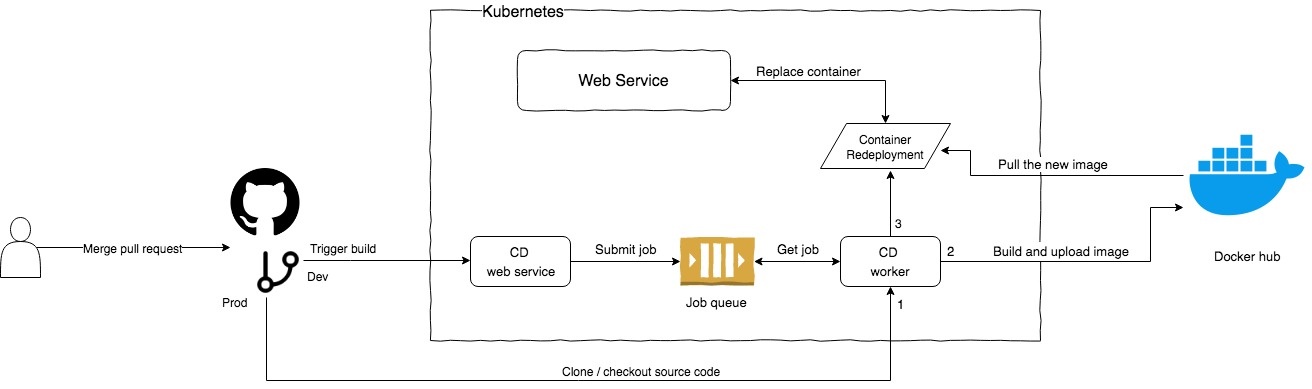 Kubernetes
Web Service
Replace container
Container
Redeployment
Pull the new image
Merge pull request
Trigger build
Dev
Prod
CD
web service
Submit job
Job queue
Get job
CD
worker
3
2
1
Build and upload image
Docker hub
Clone / checkout source code